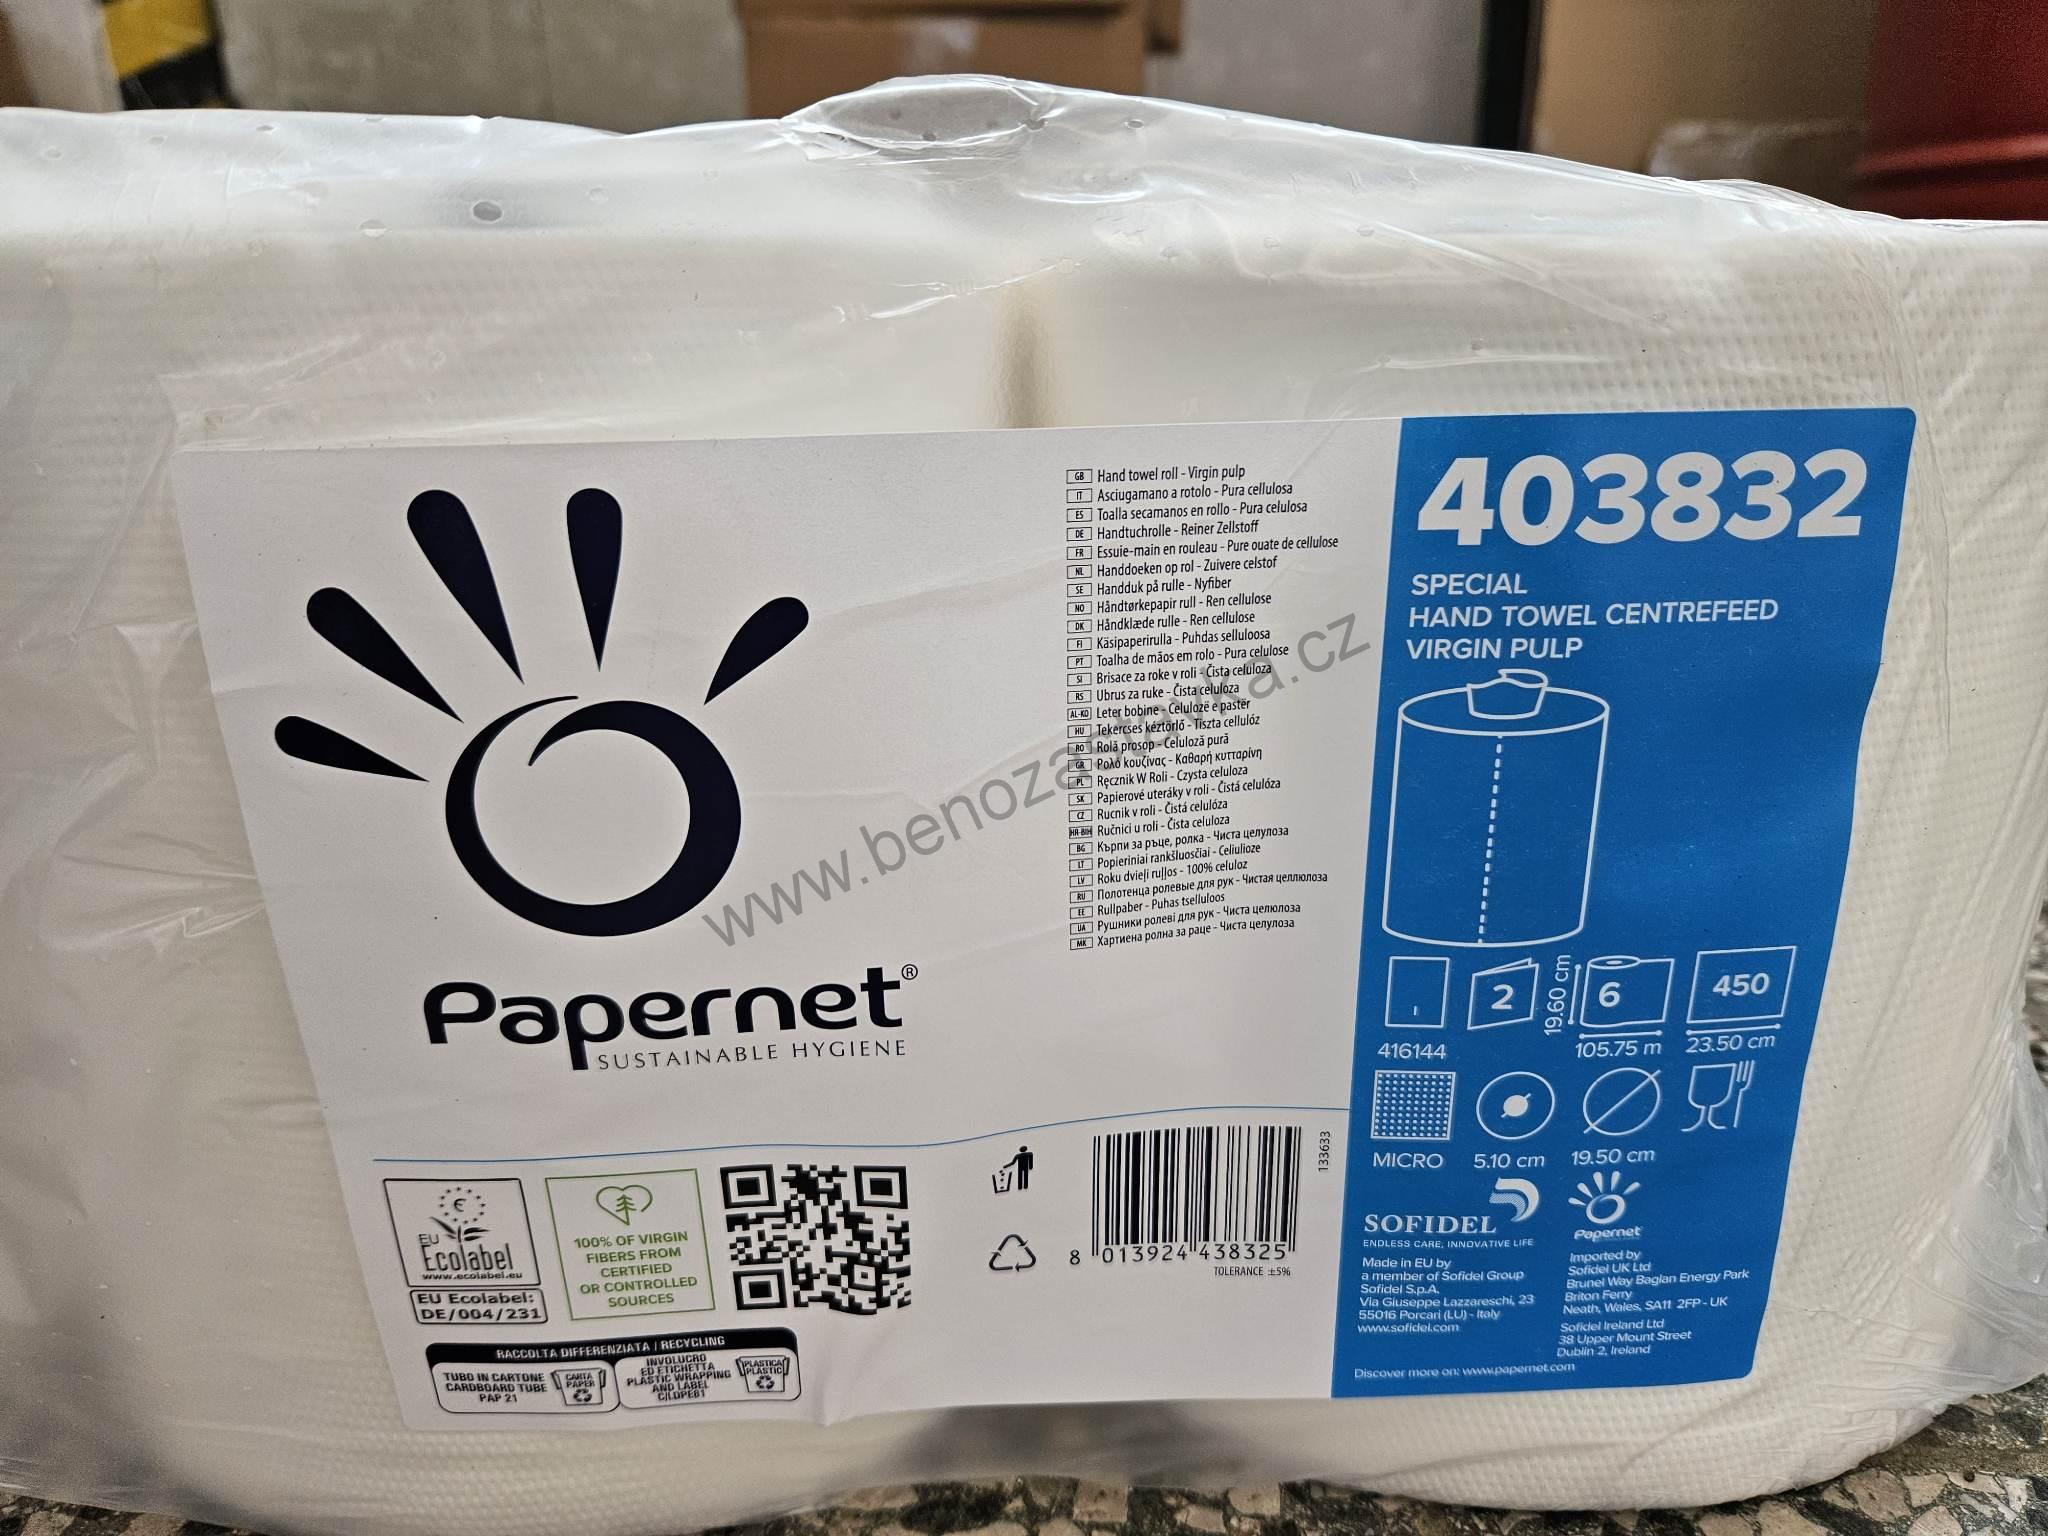 GB Hand towel roll - Virgin pulp
IT Asciugamano a rotolo - Pura cellulosa
ES Toalla secamanos en rollo - Pura celulosa
DE Handtuchrolle - Reiner Zellstoff
FR Essuie-main en rouleau - Pure ouate de cellulose
NL Handdoeken op rol - Zuivere celstof
SE Handduk på rulle - Nyfiber
NO Håndtørkepapir rull - Ren cellulose
DK Håndklæde rulle - Ren cellulose
FI Käsipaperirulla - Puhdas selluloosa
PT Toalha de mãos em rolo - Pura celulose
SI Brisace za roke v roli - Čista celuloza
RS Ubrus za ruke - Čista celuloza
AL-KO Leter bobine - Celulozë e pastër
HU Tekercses kéztörlő - Tiszta cellulóz
RO Rolă prosop - Celuloză pură
GR Ρολό κουζίνας - Καθαρή κυτταρίνη
PL Ręcznik W Roli - Czysta celuloza
SK Papierové uteráky v roli - Čistá celulóza
CZ Rucnik v roli - Čistá celulóza
HR-BIH Ručnici u roli - Čista celuloza
BG Кърпи за ръце, ролка - Чиста целулоза
LT Popieriniai rankšluosčiai - Celiulioze
LV Roku dvieļi ruļļos - 100% celuloz
RU Полотенца ролевые для рук - Чистая целлюлоза
EE Rullpaber - Puhas tselluloos
UA Рушники ролеві для рук - Чиста целюлоза
MK Хартиена ролна за раце - Чиста целулоза
www.benozastavka.cz
Papernet®
SUSTAINABLE HYGIENE
EU
Ecolabel
www.ecolabel.eu
EU Ecolabel:
DE/004/231
100% OF VIRGIN
FIBERS FROM
CERTIFIED
OR CONTROLLED
SOURCES
RACCOLTA DIFFERENZIATA / RECYCLING
TUBO IN CARTONE
CARDBOARD TUBE
PAP 21
CARTA
PAPER
INVOLUCRO
ED ETICHETTA
PLASTIC WRAPPING
AND LABEL
C/LDPE81
PLASTICA
PLASTIC
8 013924 438325
TOLERANCE ±5%
133633
403832
SPECIAL
HAND TOWEL CENTREFEED
VIRGIN PULP
2
19.60 cm
6
450
416144
105.75 m
23.50 cm
MICRO
5.10 cm
19.50 cm
SOFIDEL
ENDLESS CARE, INNOVATIVE LIFE
Made in EU by
a member of Sofidel Group
Sofidel S.p.A.
Via Giuseppe Lazzareschi, 23
55016 Porcari (LU) - Italy
www.sofidel.com
Papernet
Imported by
Sofidel UK Ltd
Brunel Way Baglan Energy Park
Briton Ferry
Neath, Wales, SA11 2FP - UK
Sofidel Ireland Ltd
38 Upper Mount Street
Dublin 2, Ireland
Discover more on: www.papernet.com